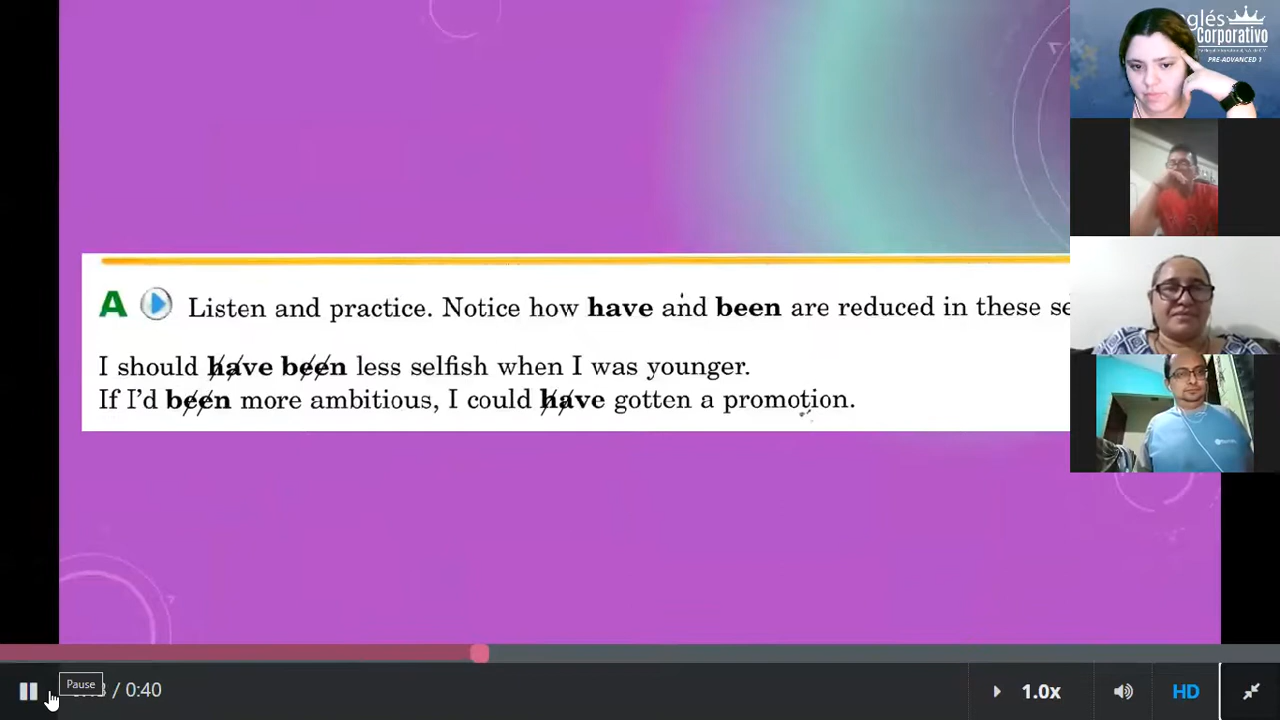 glés
Corporativo
PRE-ADVANCED 1
A Listen and practice. Notice how have and been are reduced in these se
I should have been less selfish when I was younger.
If I'd been more ambitious, I could have gotten a promotion.
Pause
/ 0:40
1.0x
HD